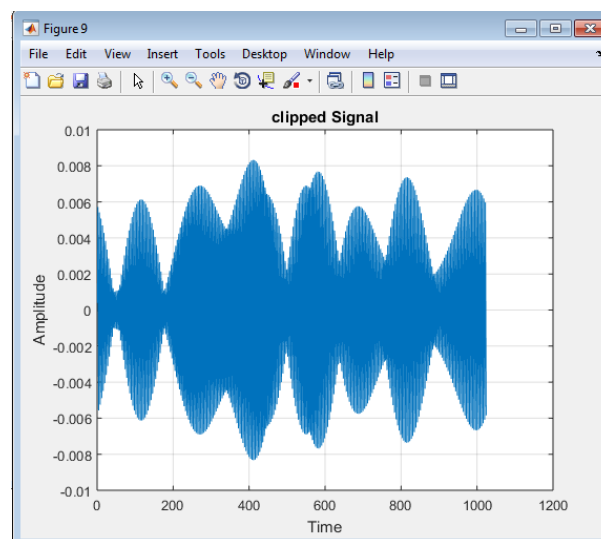 Figure 9
File Edit View Insert Tools Desktop Window Help
clipped Signal
0.01
0.008
0.006
0.004
0.002
0
-0.002
-0.004
-0.006
-0.008
-0.01
Amplitude
0 200 400 600 800 1000 1200
Time